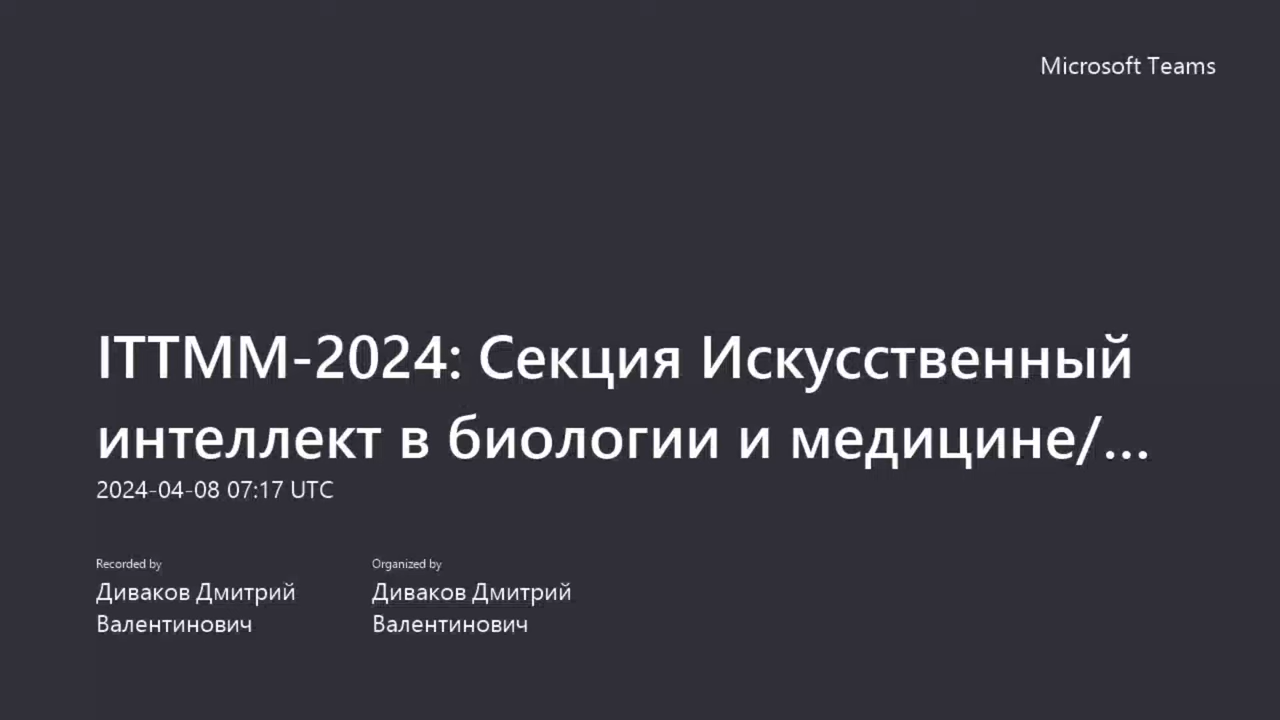 Microsoft Teams
ITTMM-2024: Секция Искусственный
интеллект в биологии и медицине/...
2024-04-08 07:17 UTC
Recorded by
Диваков Дмитрий
Валентинович
Organized by
Диваков Дмитрий
Валентинович